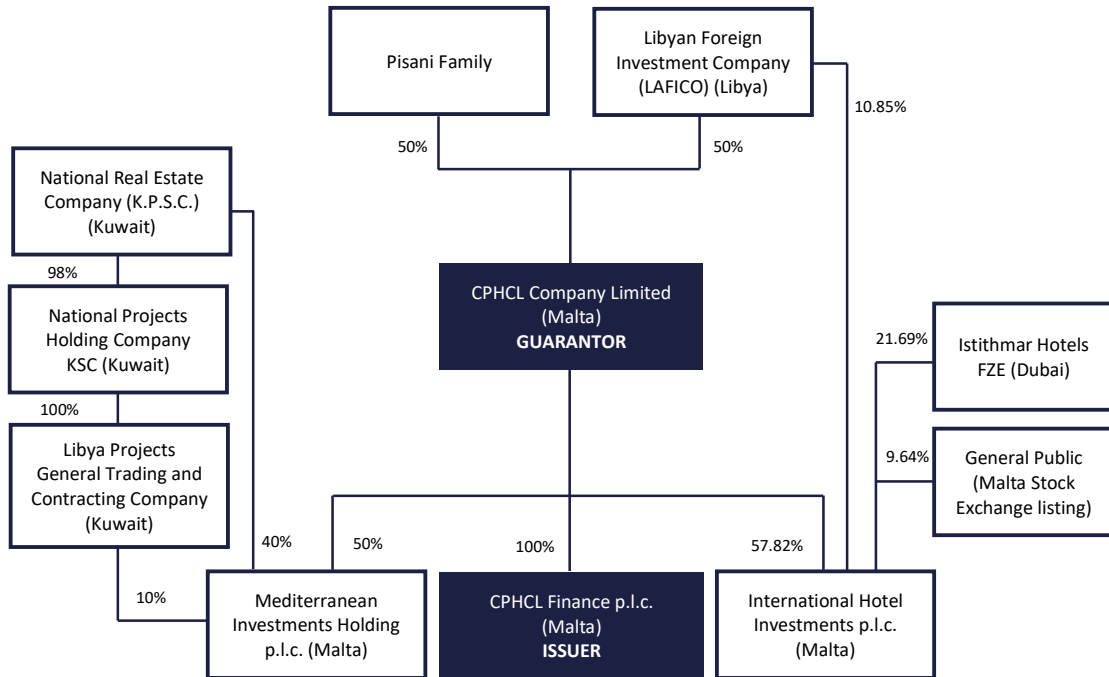 Pisani Family
Libyan Foreign
Investment Company
(LAFICO) (Libya)
10.85%
50%
50%
National Real Estate
Company (K.P.S.C.)
(Kuwait)
98%
National Projects
Holding Company
KSC (Kuwait)
100%
Libya Projects
General Trading and
Contracting Company
(Kuwait)
CPHCL Company Limited
(Malta)
GUARANTOR
21.69%
Istithmar Hotels
FZE (Dubai)
9.64%
General Public
(Malta Stock
Exchange listing)
40%
50%
100%
57.82%
10%
Mediterranean
Investments Holding
p.l.c. (Malta)
CPHCL Finance p.l.c.
(Malta)
ISSUER
International Hotel
Investments p.l.c.
(Malta)